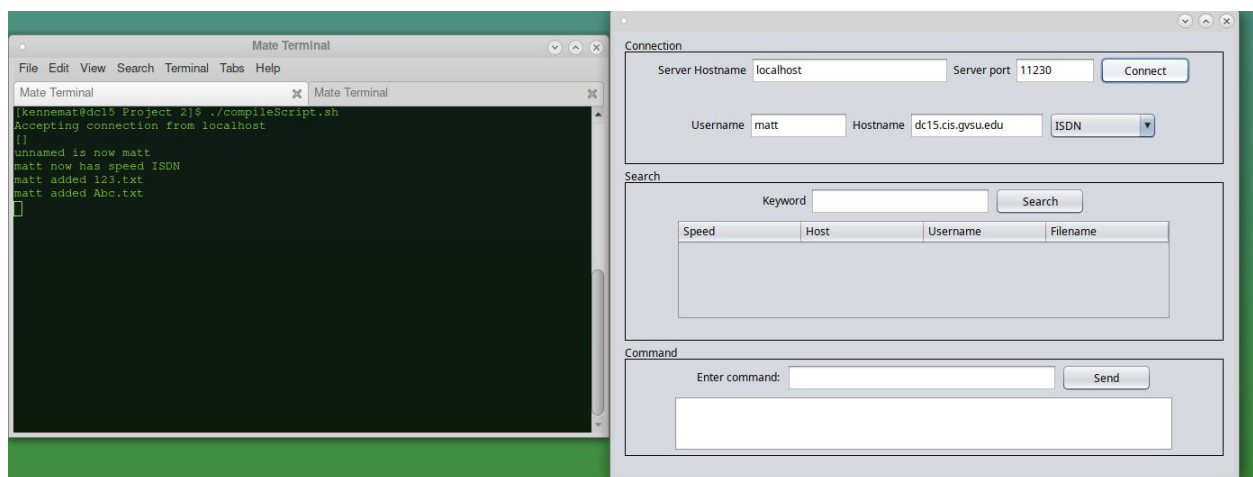 Mate Terminal
File Edit View Search Terminal Tabs Help
Mate Terminal Mate Terminal
[kennemat@dc15 Project 2]$ ./compileScript.sh
Accepting connection from localhost
[]
unnamed is now matt
matt now has speed ISDN
matt added 123.txt
matt added Abc.txt
Connection
Server Hostname localhost Server port 11230 Connect
Username matt Hostname dc15.cis.gvsu.edu ISDN
Search
Keyword Search
Speed Host Username Filename
Command
Enter command: Send